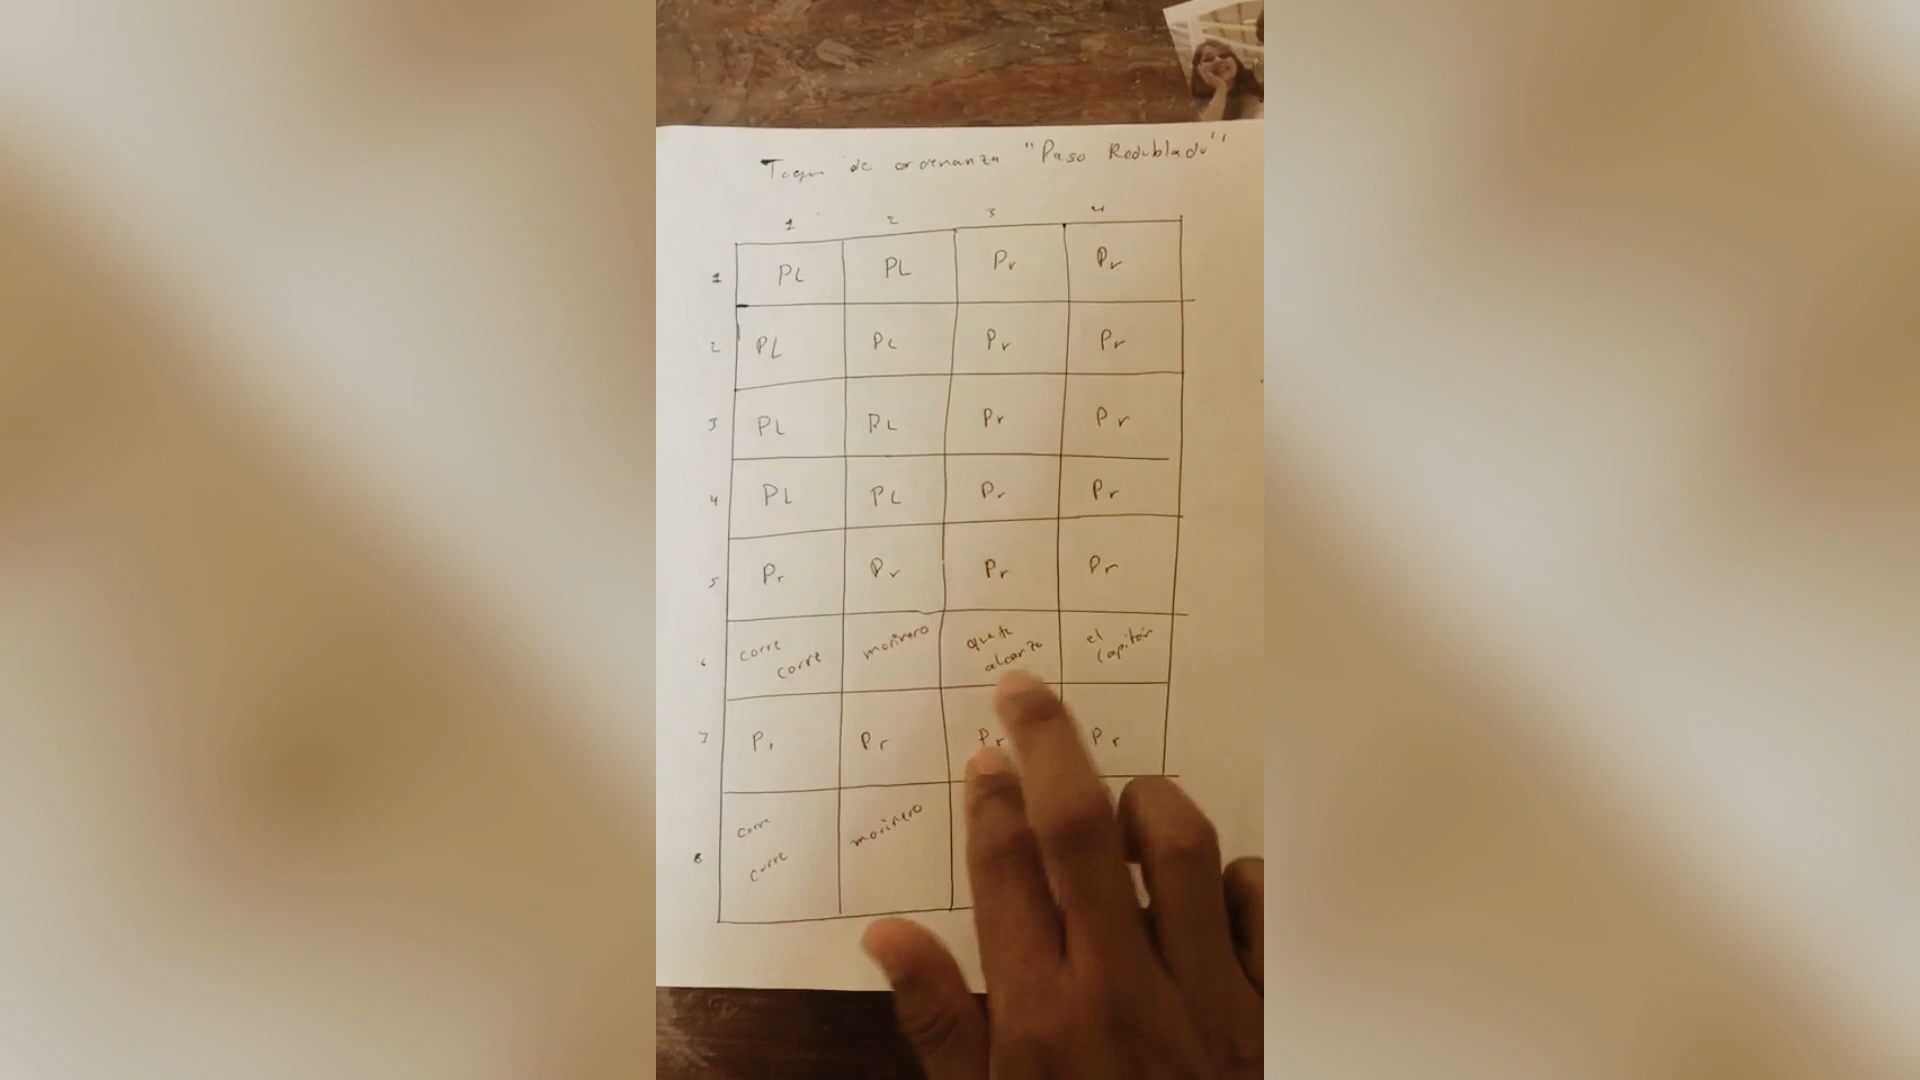 Toque de ordenanza "Paso Redoblado"
1 2 3 4
1 PL PL Pr Pr
2 PL PL Pr Pr
3 PL PL Pr Pr
4 PL PL Pr Pr
5 Pr Pr Pr Pr
6 corre corre marinero que te alcanza el capitán
7 Pr Pr Pr Pr
8 corre corre marinero